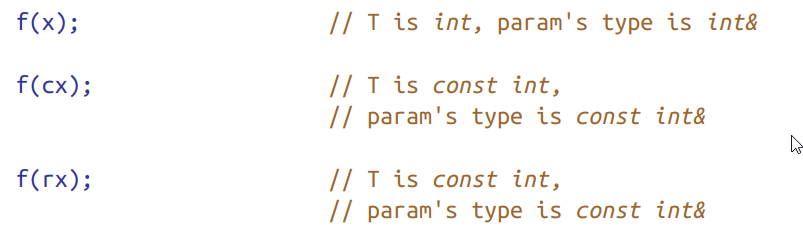 f(x); // T is int, param's type is int&
f(cx); // T is const int,
// param's type is const int&
f(rx); // T is const int,
// param's type is const int&